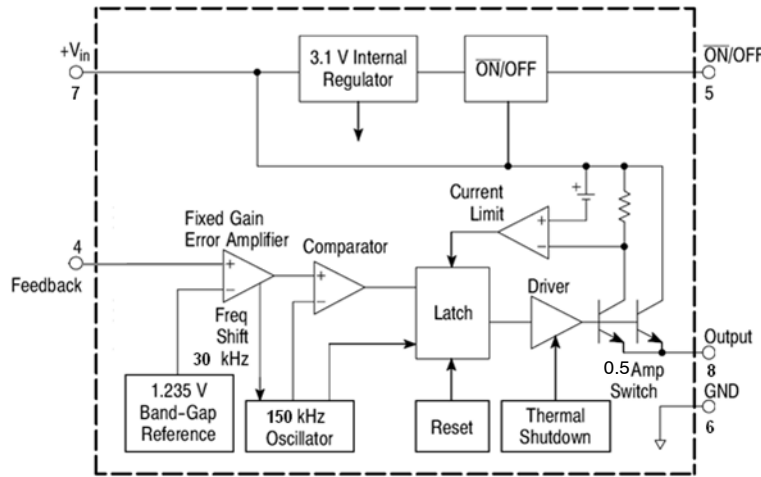 +Vin
7
3.1 V Internal
Regulator
ON/OFF
ON/OFF
5
Current
Limit
+
+
−
Fixed Gain
Error Amplifier
4
Feedback
+
−
Comparator
+
−
Freq
Shift
30 kHz
Latch
Driver
Output
8
0.5 Amp
Switch
GND
6
1.235 V
Band-Gap
Reference
150 kHz
Oscillator
Reset
Thermal
Shutdown